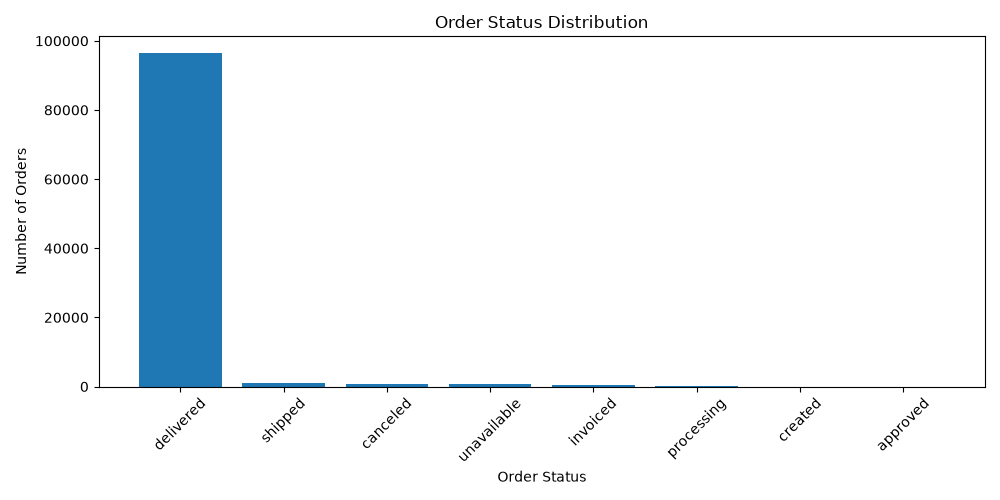 Order Status Distribution
Number of Orders
100000
80000
60000
40000
20000
0
delivered
shipped
canceled
unavailable
invoiced
processing
created
approved
Order Status